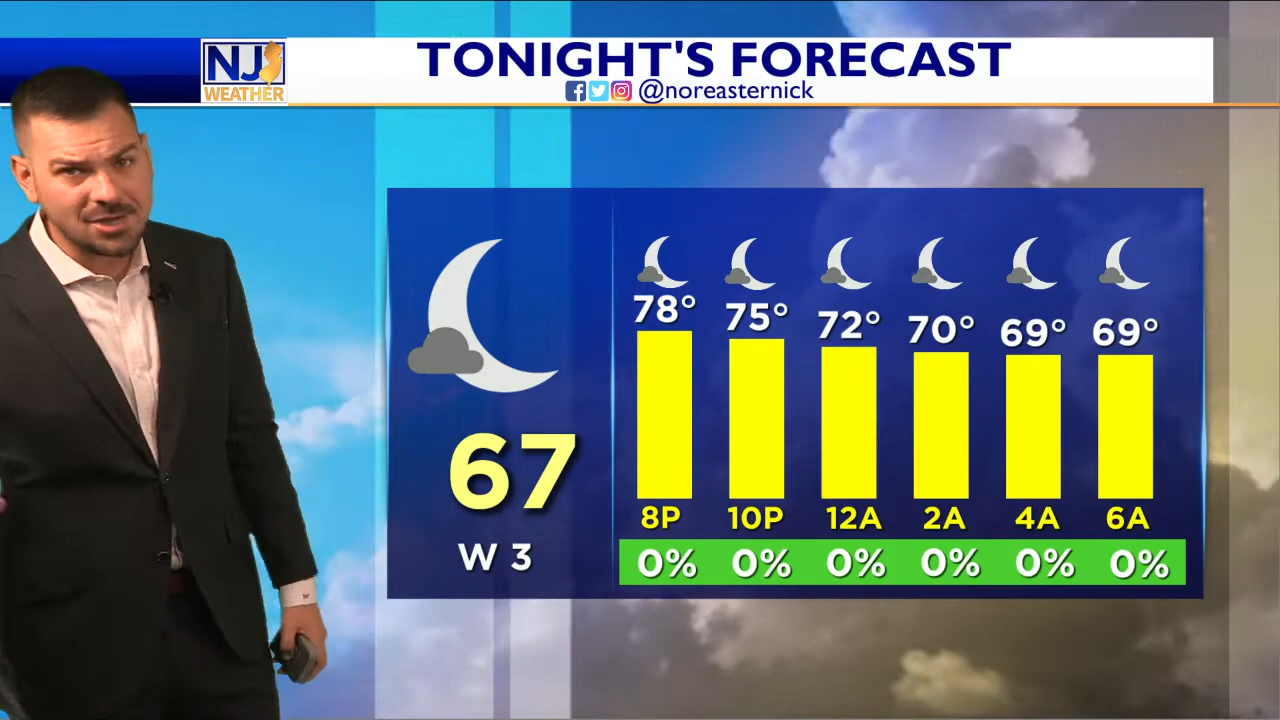 NJ
WEATHER
TONIGHT'S FORECAST
@noreasternick
67
W 3
78° 75° 72° 70° 69° 69°
8P 10P 12A 2A 4A 6A
0% 0% 0% 0% 0% 0%